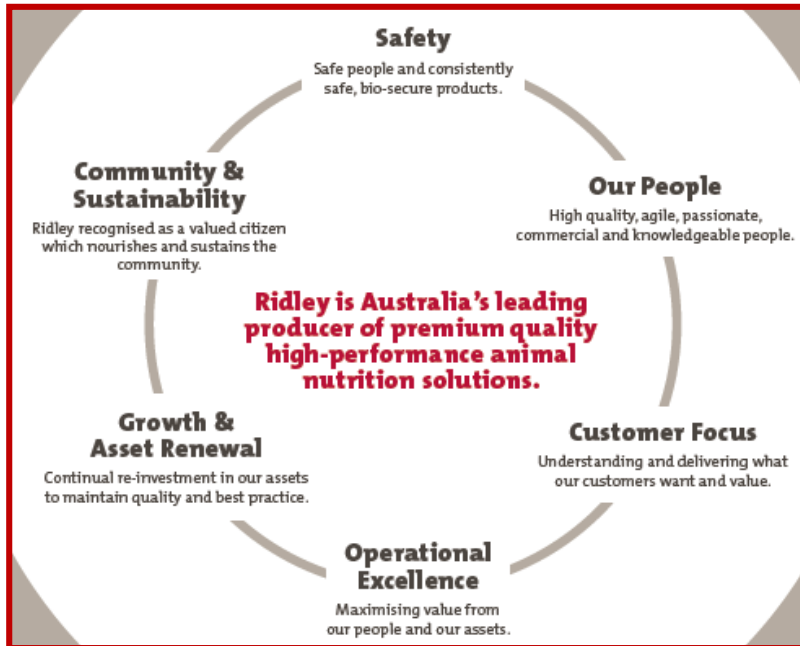 Safety
Safe people and consistently
safe, bio-secure products.
Our People
High quality, agile, passionate,
commercial and knowledgeable people.
Customer Focus
Understanding and delivering what
our customers want and value.
Operational
Excellence
Maximising value from
our people and our assets.
Growth &
Asset Renewal
Continual re-investment in our assets
to maintain quality and best practice.
Community &
Sustainability
Ridley recognised as a valued citizen
which nourishes and sustains the
community.
Ridley is Australia's leading
producer of premium quality
high-performance animal
nutrition solutions.